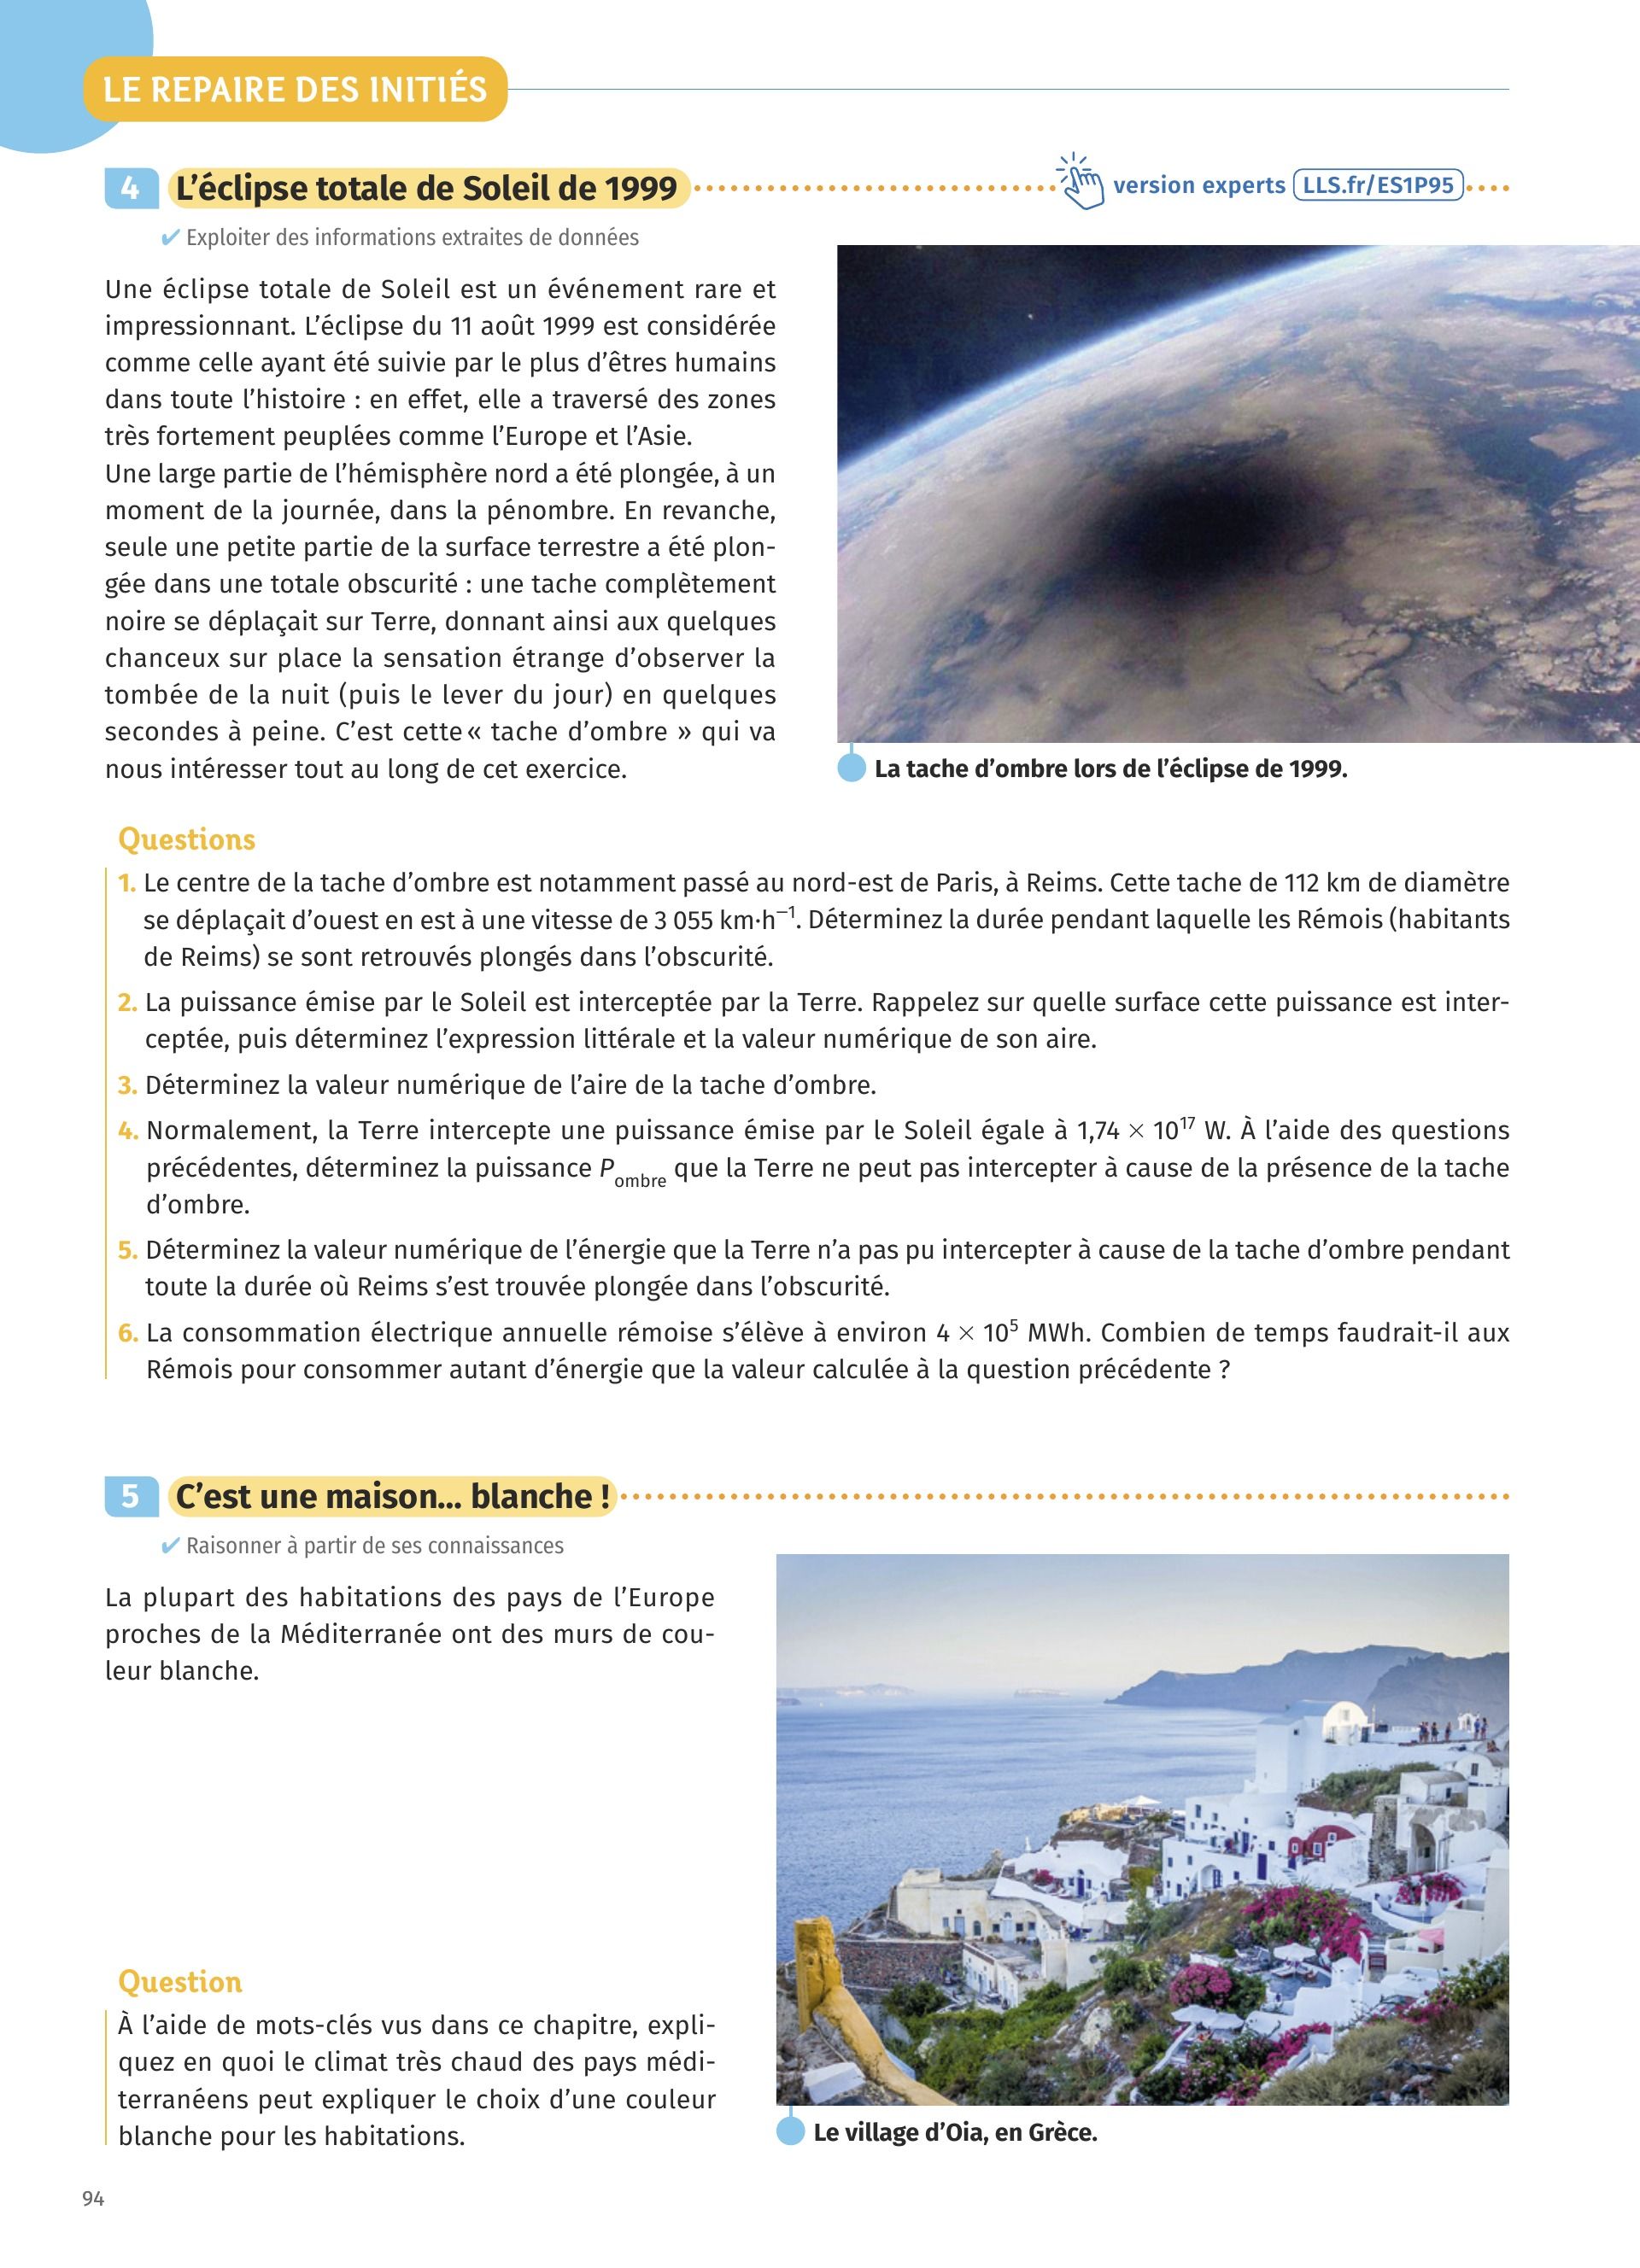 LE REPAIRE DES INITIÉS
4 L’éclipse totale de Soleil de 1999
version experts LLS.fr/ES1P95
✔ Exploiter des informations extraites de données
Une éclipse totale de Soleil est un événement rare et
impressionnant. L’éclipse du 11 août 1999 est considérée
comme celle ayant été suivie par le plus d’êtres humains
dans toute l’histoire : en effet, elle a traversé des zones
très fortement peuplées comme l’Europe et l’Asie.
Une large partie de l’hémisphère nord a été plongée, à un
moment de la journée, dans la pénombre. En revanche,
seule une petite partie de la surface terrestre a été plon-
gée dans une totale obscurité : une tache complètement
noire se déplaçait sur Terre, donnant ainsi aux quelques
chanceux sur place la sensation étrange d’observer la
tombée de la nuit (puis le lever du jour) en quelques
secondes à peine. C’est cette « tache d’ombre » qui va
nous intéresser tout au long de cet exercice.
La tache d’ombre lors de l’éclipse de 1999.
Questions
1. Le centre de la tache d’ombre est notamment passé au nord-est de Paris, à Reims. Cette tache de 112 km de diamètre
se déplaçait d’ouest en est à une vitesse de 3 055 km·h⁻¹. Déterminez la durée pendant laquelle les Rémois (habitants
de Reims) se sont retrouvés plongés dans l’obscurité.
2. La puissance émise par le Soleil est interceptée par la Terre. Rappelez sur quelle surface cette puissance est inter-
ceptée, puis déterminez l’expression littérale et la valeur numérique de son aire.
3. Déterminez la valeur numérique de l’aire de la tache d’ombre.
4. Normalement, la Terre intercepte une puissance émise par le Soleil égale à 1,74 × 10¹⁷ W. À l’aide des questions
précédentes, déterminez la puissance P_ombre que la Terre ne peut pas intercepter à cause de la présence de la tache
d’ombre.
5. Déterminez la valeur numérique de l’énergie que la Terre n’a pas pu intercepter à cause de la tache d’ombre pendant
toute la durée où Reims s’est trouvée plongée dans l’obscurité.
6. La consommation électrique annuelle rémoise s’élève à environ 4 × 10⁵ MWh. Combien de temps faudrait-il aux
Rémois pour consommer autant d’énergie que la valeur calculée à la question précédente ?
5 C’est une maison... blanche !
✔ Raisonner à partir de ses connaissances
La plupart des habitations des pays de l’Europe
proches de la Méditerranée ont des murs de cou-
leur blanche.
Question
À l’aide de mots-clés vus dans ce chapitre, expli-
quez en quoi le climat très chaud des pays médi-
terranéens peut expliquer le choix d’une couleur
blanche pour les habitations.
Le village d’Oia, en Grèce.
94